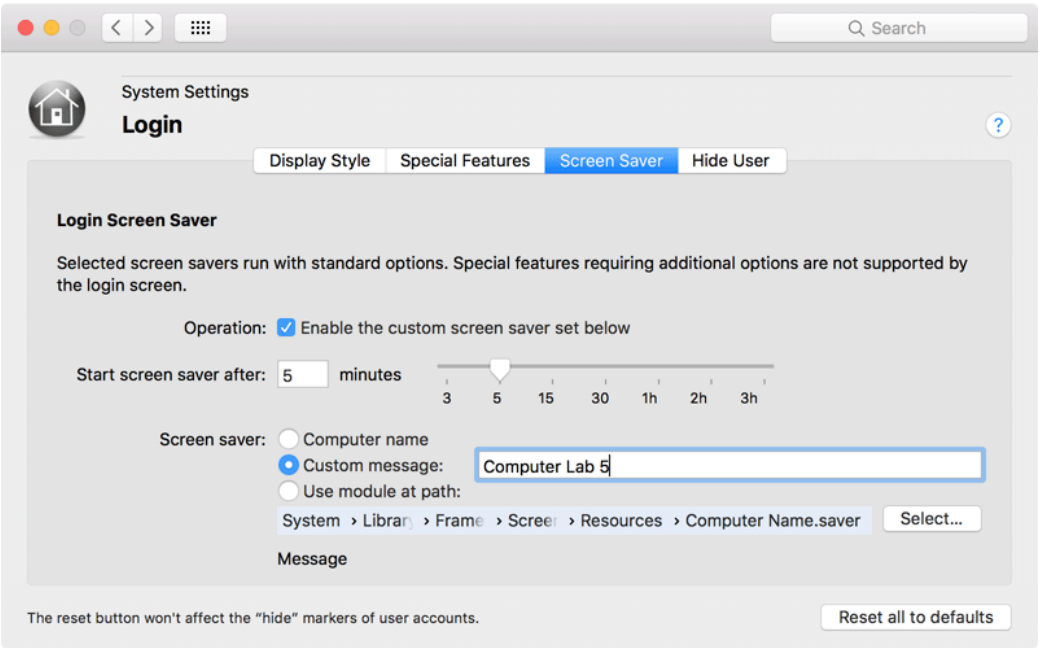 Search
System Settings
Login
?
Display Style Special Features Screen Saver Hide User
Login Screen Saver
Selected screen savers run with standard options. Special features requiring additional options are not supported by
the login screen.
Operation: Enable the custom screen saver set below
Start screen saver after: 5 minutes
3 5 15 30 1h 2h 3h
Screen saver: Computer name
Custom message: Computer Lab 5
Use module at path:
System › Library › Frame › Screen › Resources › Computer Name.saver Select...
Message
The reset button won't affect the “hide” markers of user accounts. Reset all to defaults